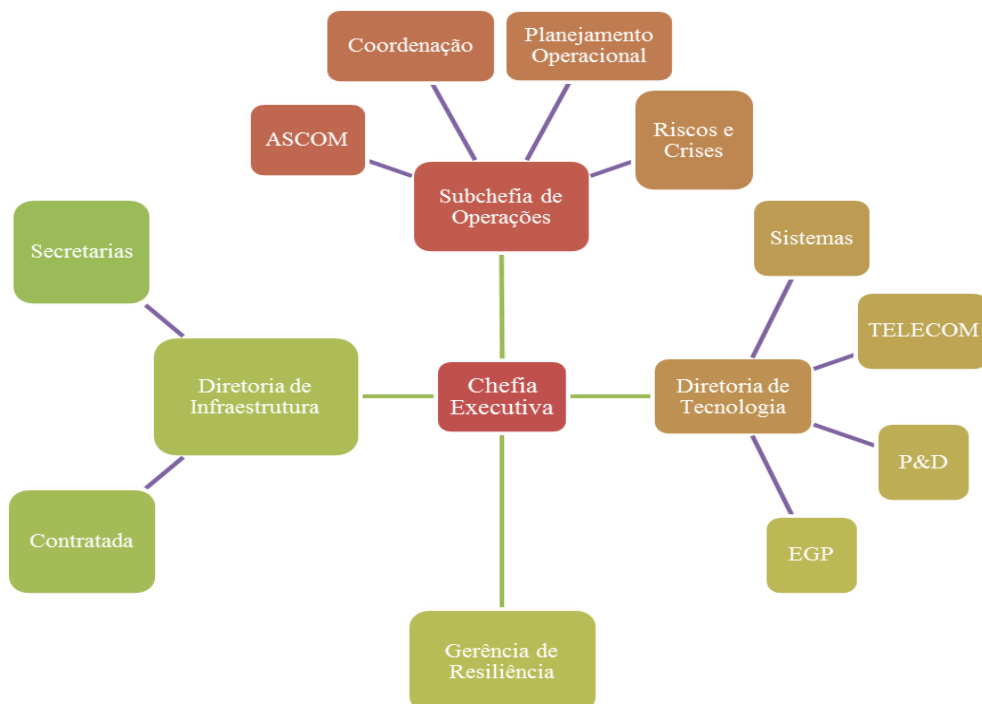 Coordenação
Planejamento
Operacional
ASCOM
Riscos e
Crises
Subchefia de
Operações
Secretarias
Sistemas
TELECOM
Diretoria de
Infraestrutura
Chefia
Executiva
Diretoria de
Tecnologia
P&D
Contratada
EGP
Gerência de
Resiliência